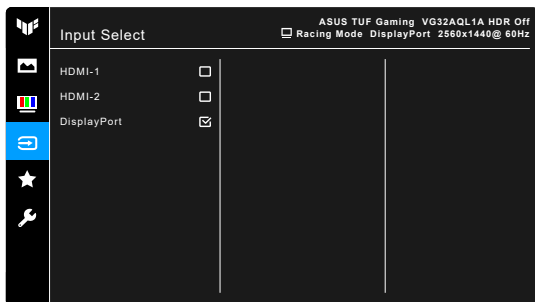 ASUS TUF Gaming VG32AQL1A HDR Off
Input Select
Racing Mode DisplayPort 2560x1440@ 60Hz
HDMI-1
HDMI-2
DisplayPort